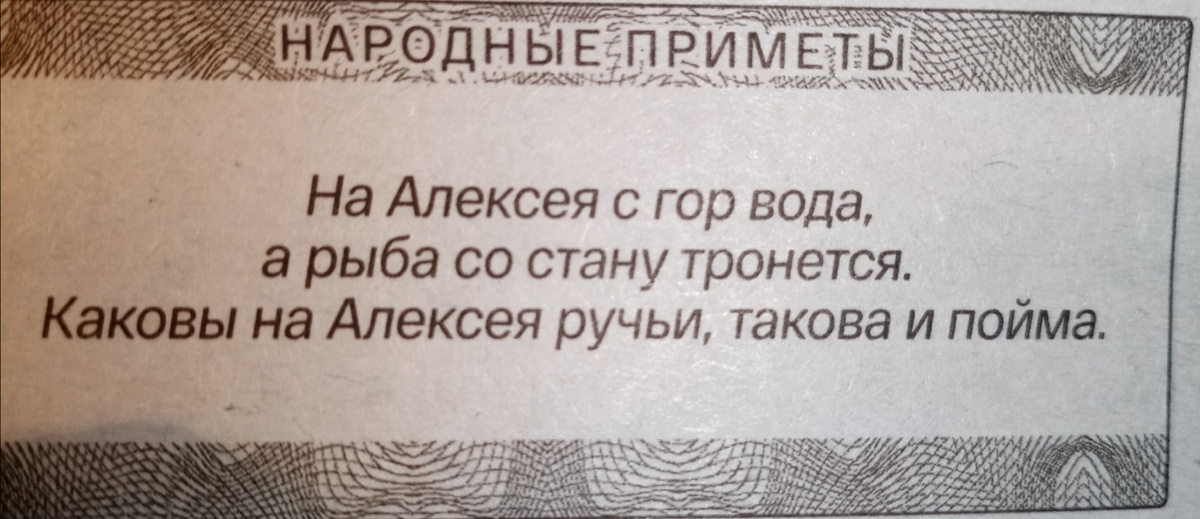 НАРОДНЫЕ ПРИМЕТЫ
На Алексея с гор вода,
а рыба со стану тронется.
Каковы на Алексея ручьи, такова и пойма.